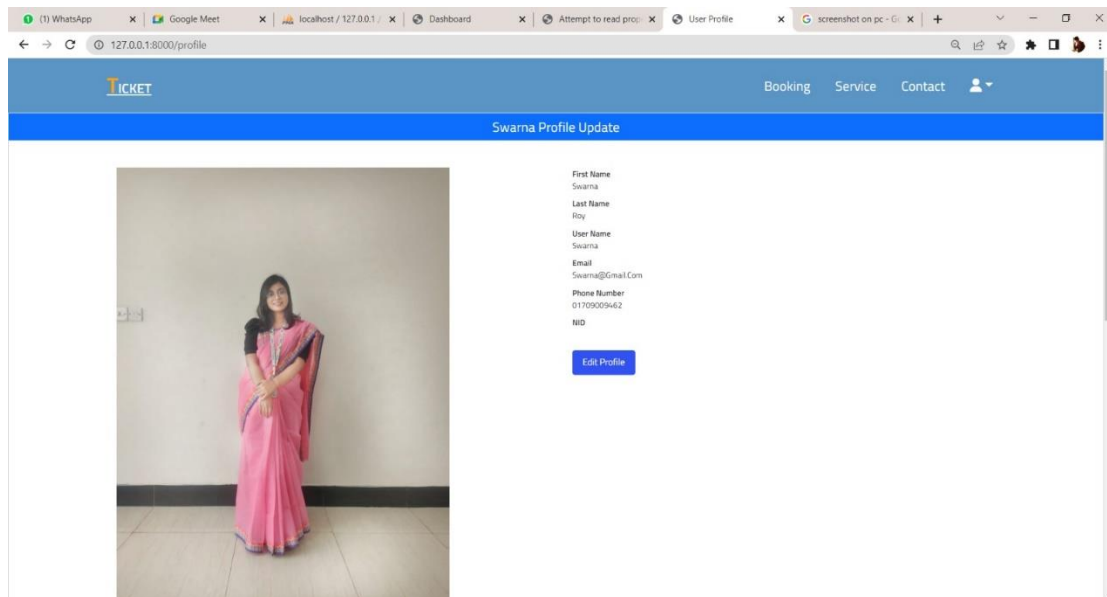 (1) WhatsApp
Google Meet
localhost / 127.0.0.1 /
Dashboard
Attempt to read prop
User Profile
screenshot on pc - G
127.0.0.1:8000/profile
TICKET
Booking
Service
Contact
Swarna Profile Update
First Name
Swarna
Last Name
Roy
User Name
Swarna
Email
Swarna@Gmail.Com
Phone Number
01709009462
NID
Edit Profile